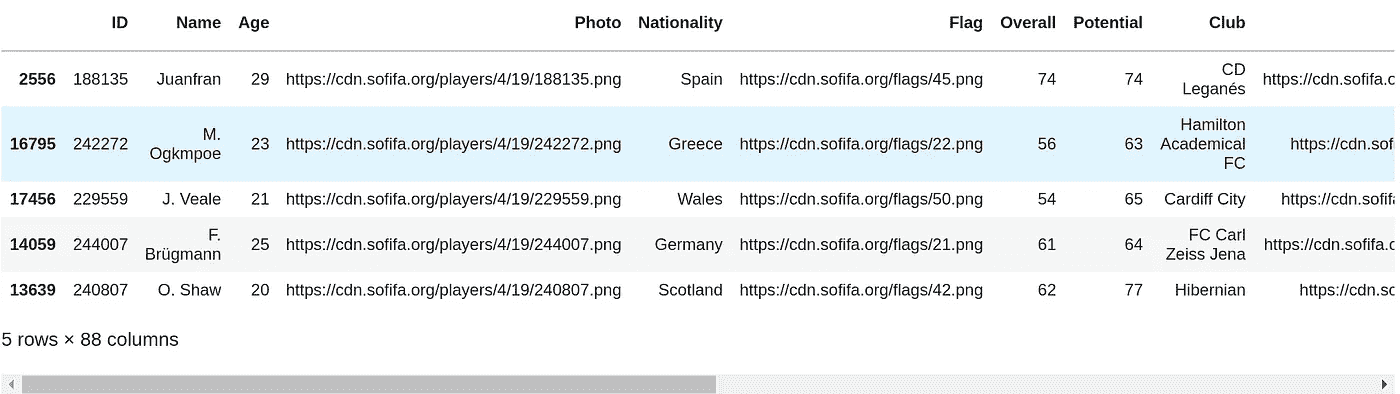 ID Name Age Photo Nationality Flag Overall Potential Club
2556 188135 Juanfran 29 https://cdn.sofifa.org/players/4/19/188135.png Spain https://cdn.sofifa.org/flags/45.png 74 74 CD Leganés https://cdn.sofifa.
16795 242272 M. Ogkmpoe 23 https://cdn.sofifa.org/players/4/19/242272.png Greece https://cdn.sofifa.org/flags/22.png 56 63 Hamilton Academical FC https://cdn.sof
17456 229559 J. Veale 21 https://cdn.sofifa.org/players/4/19/229559.png Wales https://cdn.sofifa.org/flags/50.png 54 65 Cardiff City https://cdn.sofif
14059 244007 F. Brügmann 25 https://cdn.sofifa.org/players/4/19/244007.png Germany https://cdn.sofifa.org/flags/21.png 61 64 FC Carl Zeiss Jena https://cdn.sofifa.
13639 240807 O. Shaw 20 https://cdn.sofifa.org/players/4/19/240807.png Scotland https://cdn.sofifa.org/flags/42.png 62 77 Hibernian https://cdn.so
5 rows × 88 columns